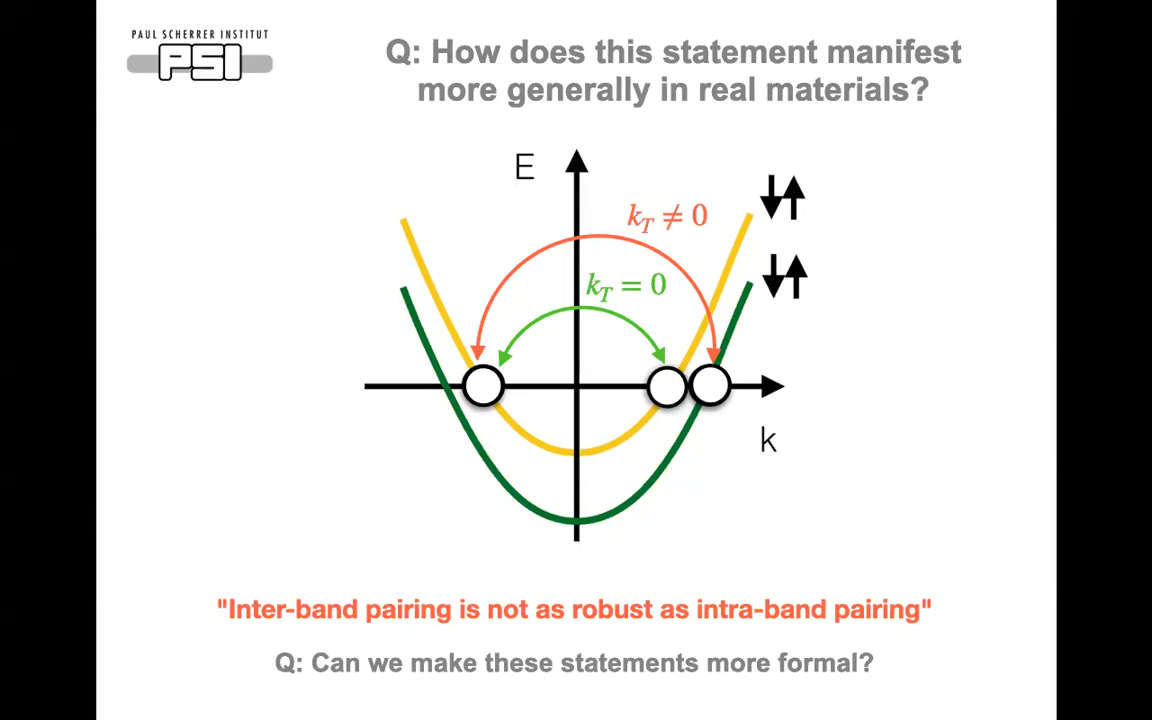 PAUL SCHERRER INSTITUT
PSI
Q: How does this statement manifest
more generally in real materials?
E
k_T ≠ 0
k_T = 0
k
"Inter-band pairing is not as robust as intra-band pairing"
Q: Can we make these statements more formal?